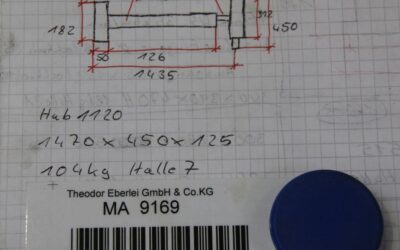 182
312
450
50
126
1435
Hub 1120
1470 x 450 x 125
104kg Halle 7
Theodor Eberlei GmbH & Co.KG
MA 9169